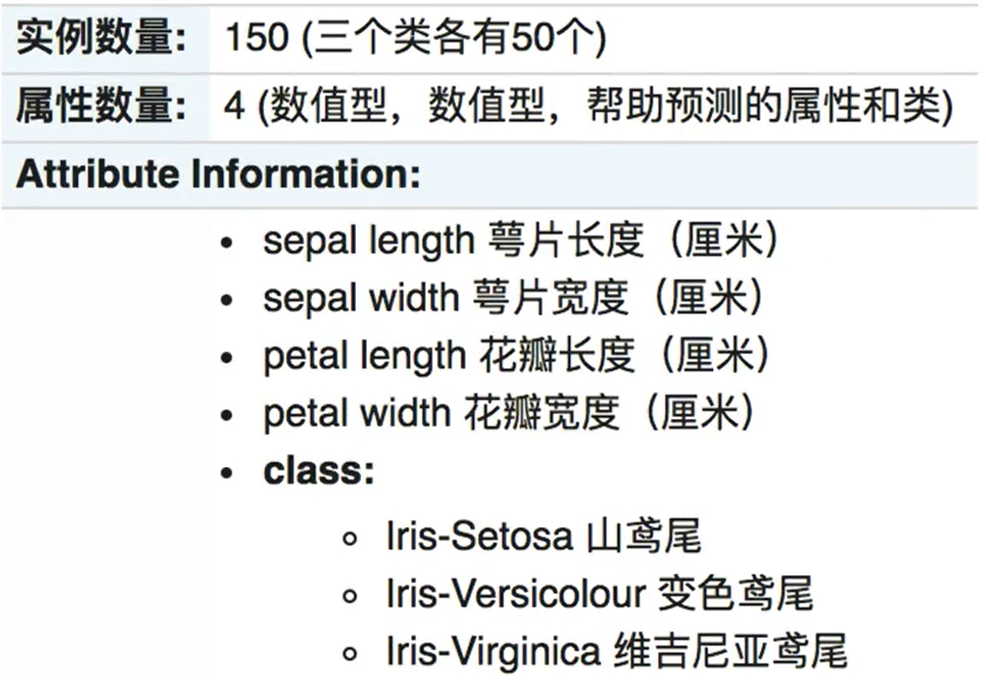 实例数量: 150 (三个类各有50个)
属性数量: 4 (数值型，数值型，帮助预测的属性和类)
Attribute Information:
• sepal length 萼片长度（厘米）
• sepal width 萼片宽度（厘米）
• petal length 花瓣长度（厘米）
• petal width 花瓣宽度（厘米）
• class:
◦ Iris-Setosa 山鸢尾
◦ Iris-Versicolour 变色鸢尾
◦ Iris-Virginica 维吉尼亚鸢尾